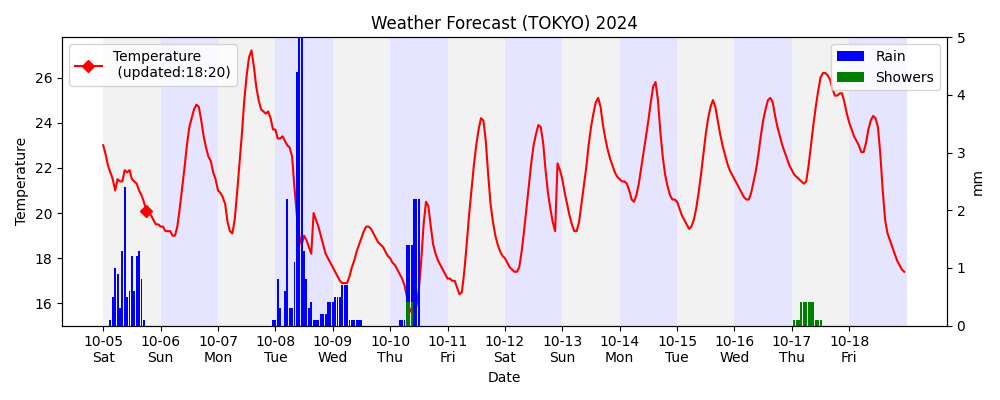 Weather Forecast (TOKYO) 2024
Temperature
(updated:18:20)
Rain
Showers
Temperature
26
24
22
20
18
16
5
4
3
2
1
0
mm
10-05 10-06 10-07 10-08 10-09 10-10 10-11 10-12 10-13 10-14 10-15 10-16 10-17 10-18
Sat Sun Mon Tue Wed Thu Fri Sat Sun Mon Tue Wed Thu Fri
Date